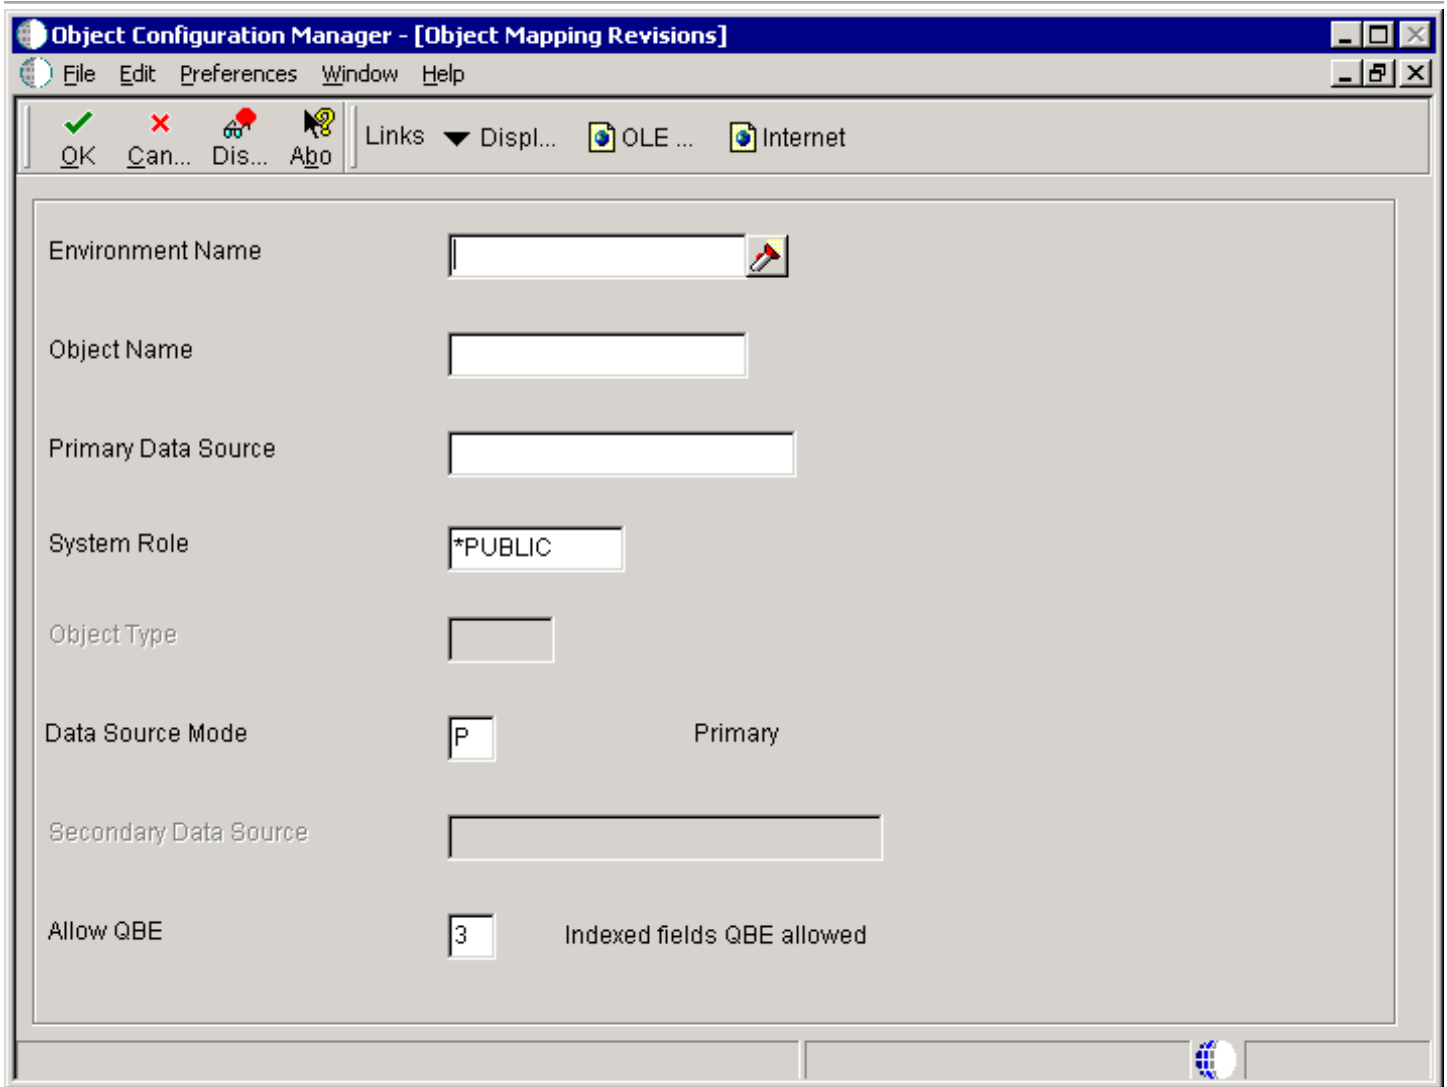 Object Configuration Manager - [Object Mapping Revisions]
File Edit Preferences Window Help
OK Can... Dis... Abo Links Displ... OLE ... Internet
Environment Name
Object Name
Primary Data Source
System Role *PUBLIC
Object Type
Data Source Mode P Primary
Secondary Data Source
Allow QBE 3 Indexed fields QBE allowed